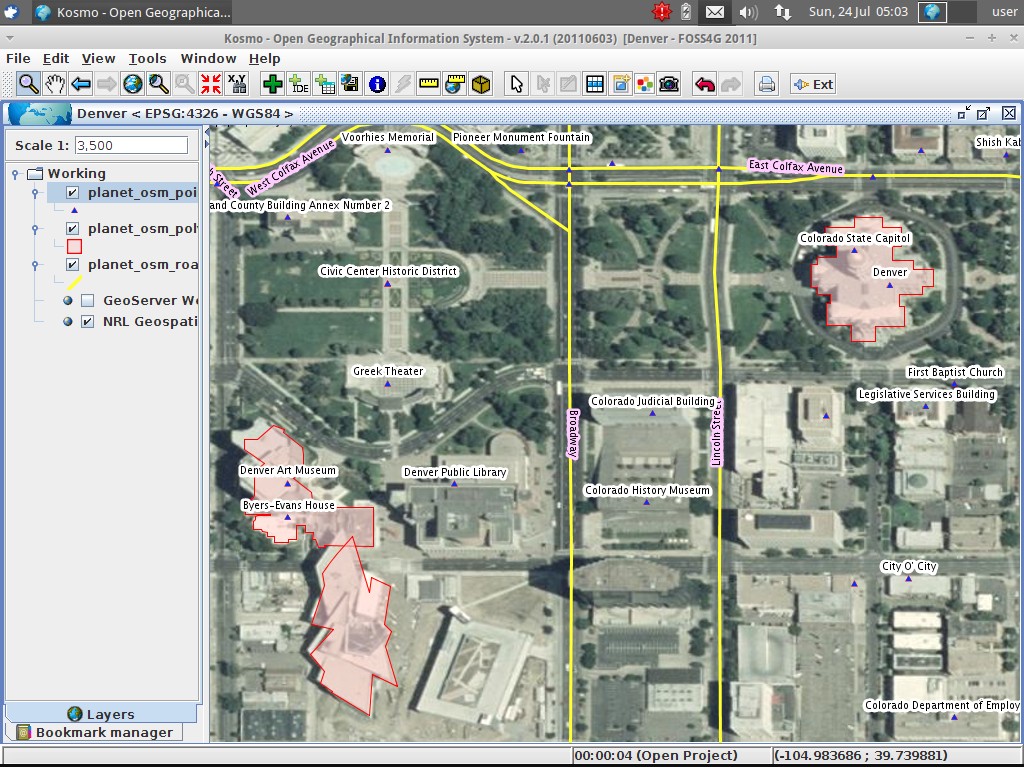 Kosmo - Open Geographica...
Sun, 24 Jul 05:03
user
Kosmo - Open Geographical Information System - v.2.0.1 (20110603) [Denver - FOSS4G 2011]
File Edit View Tools Window Help
IDE
X,Y
Ext
Denver < EPSG:4326 - WGS84 >
Scale 1: 3,500
Working
planet_osm_poi
planet_osm_pol
planet_osm_roa
GeoServer We
NRL Geospati
Layers
Bookmark manager
Voorhies Memorial
Pioneer Monument Fountain
Shish Kab
West Colfax Avenue
East Colfax Avenue
Street
and County Building Annex Number 2
Colorado State Capitol
Civic Center Historic District
Denver
Greek Theater
First Baptist Church
Legislative Services Building
Colorado Judicial Building
Broadway
Lincoln Street
Denver Art Museum
Denver Public Library
Colorado History Museum
Byers-Evans House
City O' City
Colorado Department of Employ
00:00:04 (Open Project)
(-104.983686 ; 39.739881)